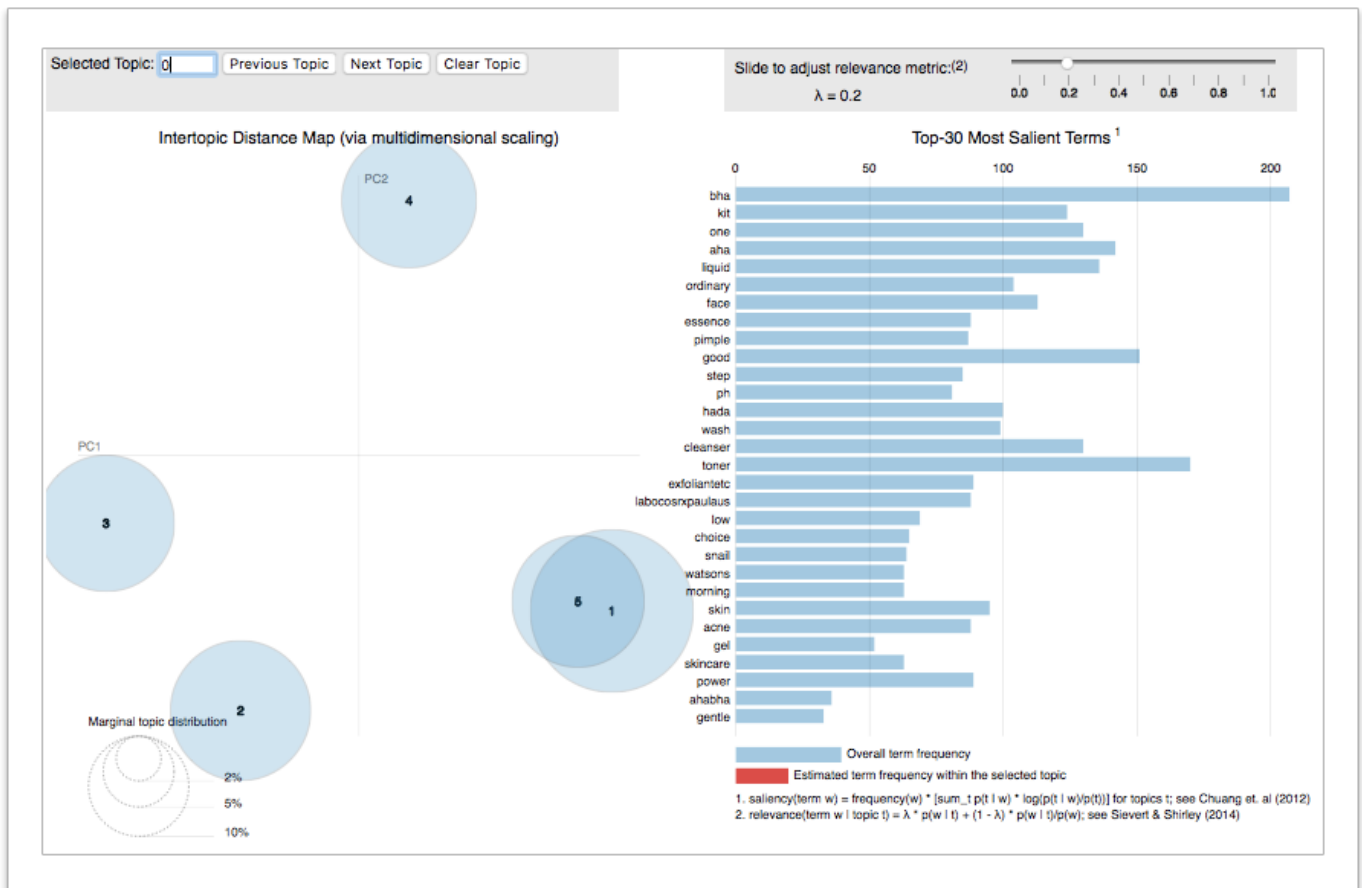 Selected Topic: 0 Previous Topic Next Topic Clear Topic
Slide to adjust relevance metric:(2)
λ = 0.2
0.0 0.2 0.4 0.6 0.8 1.0
Intertopic Distance Map (via multidimensional scaling)
PC2
4
PC1
3
5
1
2
Marginal topic distribution
2%
5%
10%
Top-30 Most Salient Terms 1
0 50 100 150 200
bha
kit
one
aha
liquid
ordinary
face
essence
pimple
good
step
ph
hada
wash
cleanser
toner
exfoliantetc
labocosrxpaulaus
low
choice
snail
watsons
morning
skin
acne
gel
skincare
power
ahabha
gentle
Overall term frequency
Estimated term frequency within the selected topic
1. saliency(term w) = frequency(w) * [sum_t p(t | w) * log(p(t | w)/p(t))] for topics t; see Chuang et. al (2012)
2. relevance(term w | topic t) = λ * p(w | t) + (1 - λ) * p(w | t)/p(w); see Sievert & Shirley (2014)